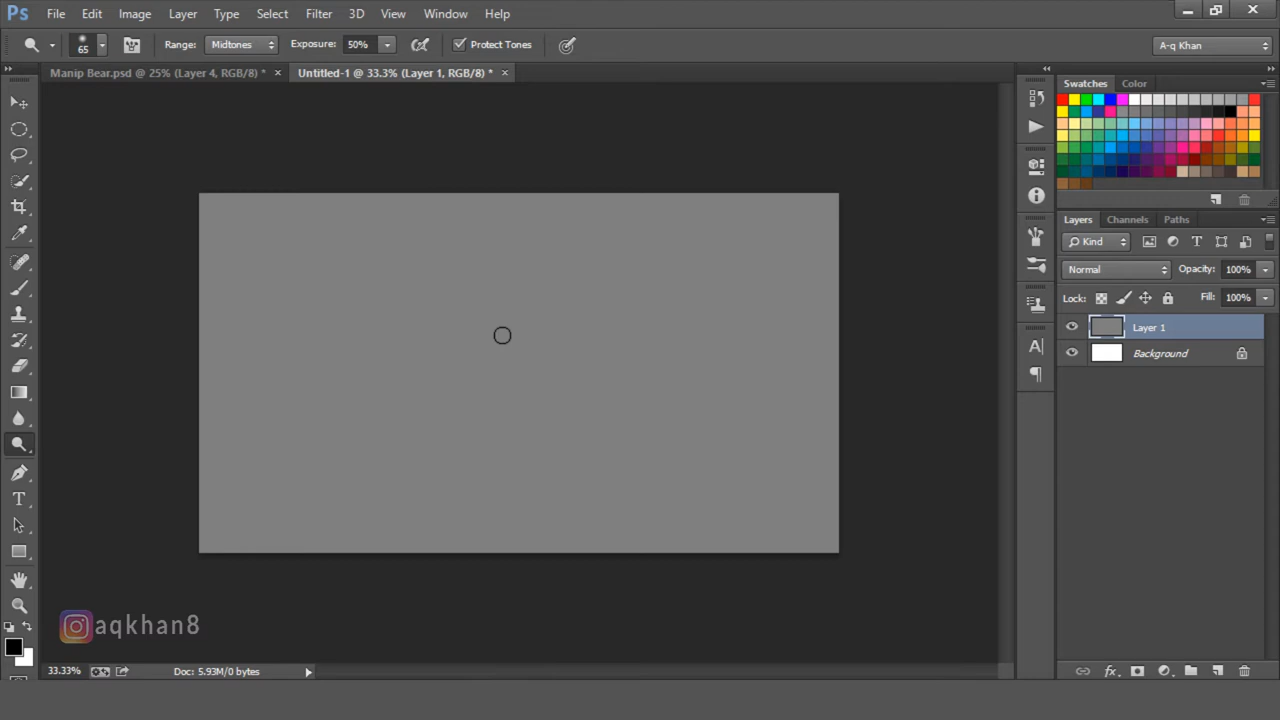 Ps File Edit Image Layer Type Select Filter 3D View Window Help
65 Range: Midtones Exposure: 50% Protect Tones A-q Khan
Manip Bear.psd @ 25% (Layer 4, RGB/8) * × Untitled-1 @ 33.3% (Layer 1, RGB/8) * ×
Swatches Color
Layers Channels Paths
Kind T
Normal Opacity: 100%
Lock: Fill: 100%
Layer 1
Background
A
T
aqkhan8
33.33% Doc: 5.93M/0 bytes
fx